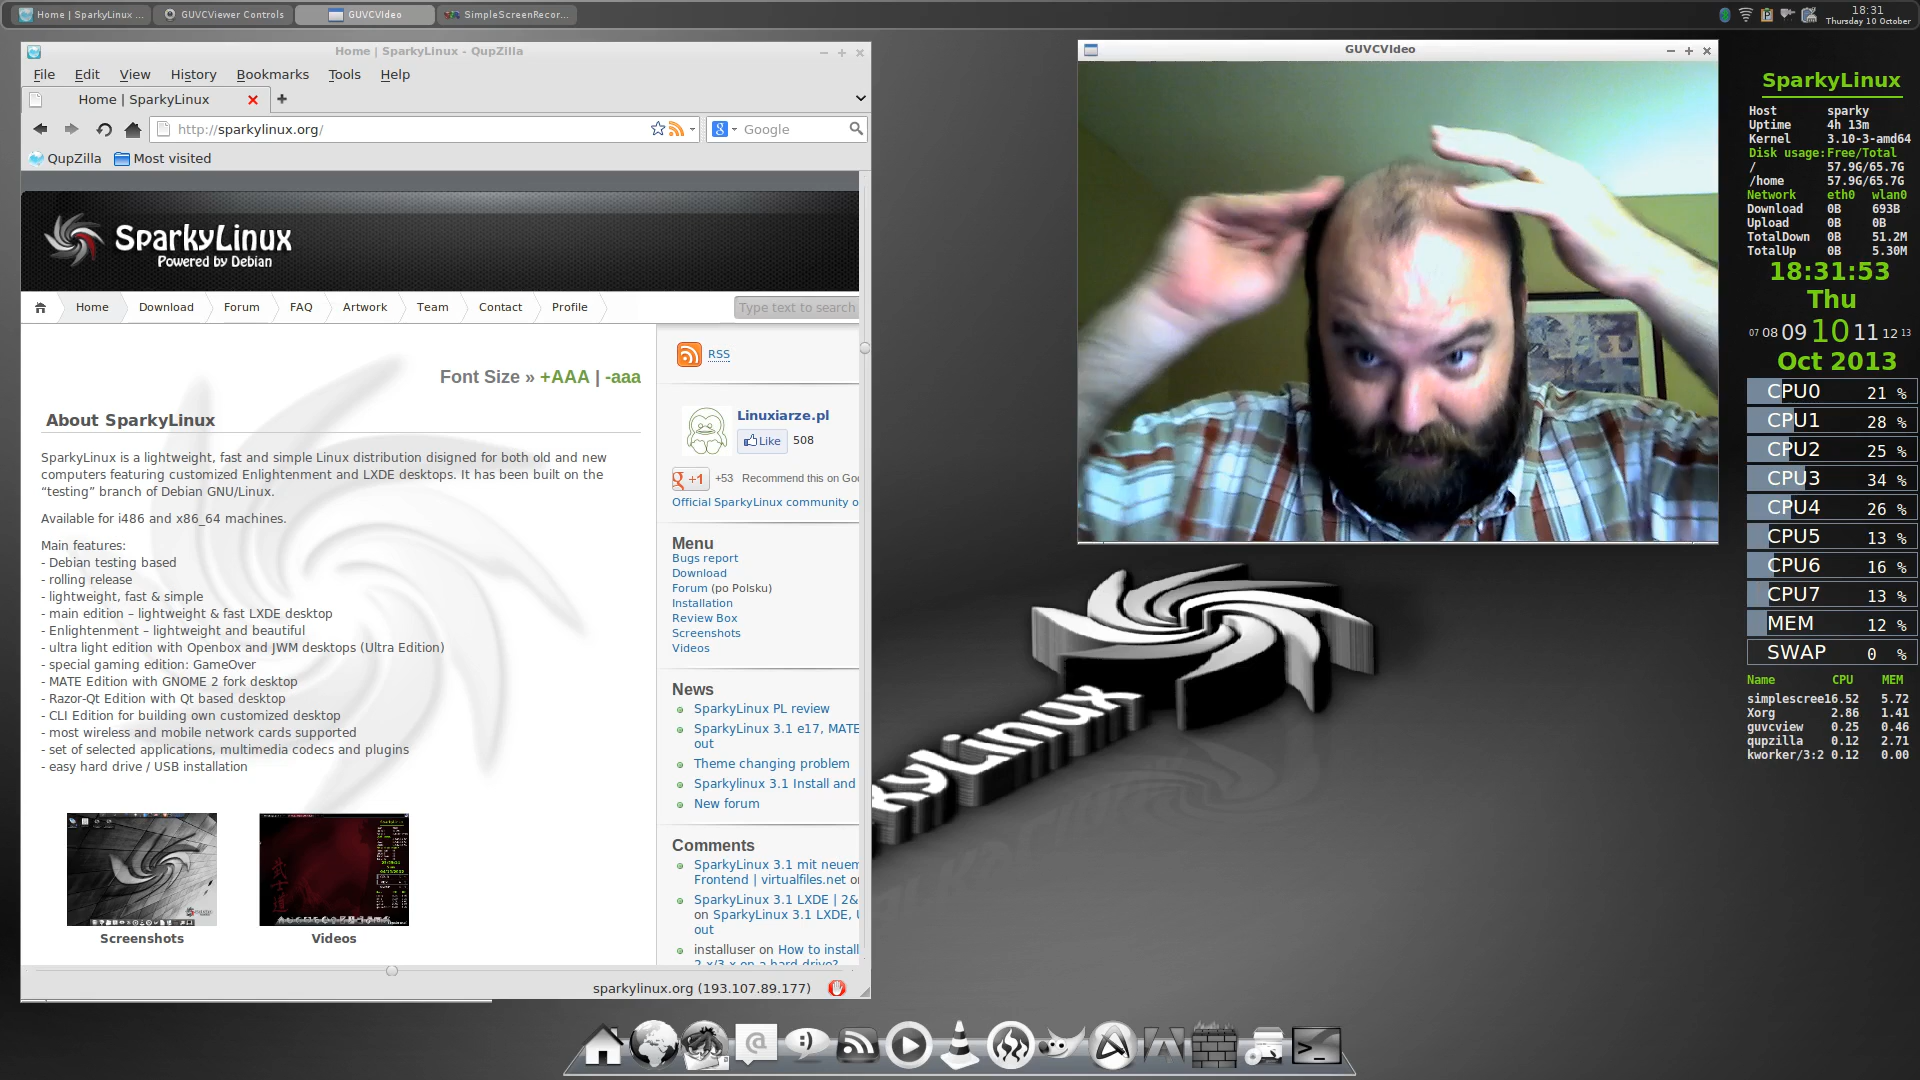 Home | SparkyLinux ...
GUVCViewer Controls
GUVCVIdeo
SimpleScreenRecor...
18:31
Thursday 10 October
Home | SparkyLinux - QupZilla
File Edit View History Bookmarks Tools Help
Home | SparkyLinux
http://sparkylinux.org/
Google
QupZilla Most visited
SparkyLinux
Powered by Debian
Home Download Forum FAQ Artwork Team Contact Profile
Type text to search
Font Size » +AAA | -aaa
About SparkyLinux
SparkyLinux is a lightweight, fast and simple Linux distribution disigned for both old and new
computers featuring customized Enlightenment and LXDE desktops. It has been built on the
“testing” branch of Debian GNU/Linux.
Available for i486 and x86_64 machines.
Main features:
- Debian testing based
- rolling release
- lightweight, fast & simple
- main edition – lightweight & fast LXDE desktop
- Enlightenment – lightweight and beautiful
- ultra light edition with Openbox and JWM desktops (Ultra Edition)
- special gaming edition: GameOver
- MATE Edition with GNOME 2 fork desktop
- Razor-Qt Edition with Qt based desktop
- CLI Edition for building own customized desktop
- most wireless and mobile network cards supported
- set of selected applications, multimedia codecs and plugins
- easy hard drive / USB installation
Screenshots
Videos
RSS
Linuxiarze.pl
Like 508
+1 +53 Recommend this on Goo
Official SparkyLinux community o
Menu
Bugs report
Download
Forum (po Polsku)
Installation
Review Box
Screenshots
Videos
News
SparkyLinux PL review
SparkyLinux 3.1 e17, MATE
out
Theme changing problem
Sparkylinux 3.1 Install and
New forum
Comments
SparkyLinux 3.1 mit neuem
Frontend | virtualfiles.net on
SparkyLinux 3.1 LXDE | 2&
on SparkyLinux 3.1 LXDE, U
out
installuser on How to install
2.x/3.x on a hard drive?
sparkylinux.org (193.107.89.177)
GUVCVIdeo
kyLinux
SparkyLinux
Host sparky
Uptime 4h 13m
Kernel 3.10-3-amd64
Disk usage:Free/Total
/ 57.9G/65.7G
/home 57.9G/65.7G
Network eth0 wlan0
Download 0B 693B
Upload 0B 0B
TotalDown 0B 51.2M
TotalUp 0B 5.30M
18:31:53
Thu
07 08 09 10 11 12 13
Oct 2013
CPU0 21 %
CPU1 28 %
CPU2 25 %
CPU3 34 %
CPU4 26 %
CPU5 13 %
CPU6 16 %
CPU7 13 %
MEM 12 %
SWAP 0 %
Name CPU MEM
simplescree16.52 5.72
Xorg 2.86 1.41
guvcview 0.25 0.46
qupzilla 0.12 2.71
kworker/3:2 0.12 0.00